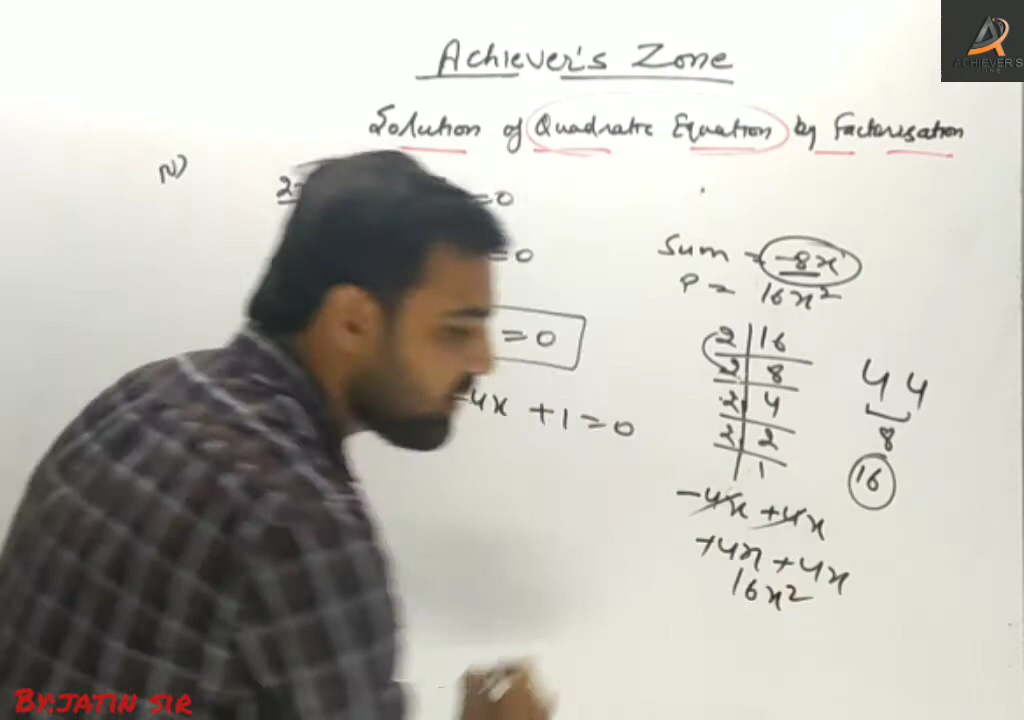 Achiever's Zone
ACHIEVER'S
Solution of Quadratic Equation by Factorisation
=0
Sum = -8x
=0
P = 16x²
2 | 16
=0
2 | 8
4 4
2 | 4
-4x +1=0
8
2 | 2
1
16
-4x +4x
+4x +4x
16x²
BY:JATIN SIR